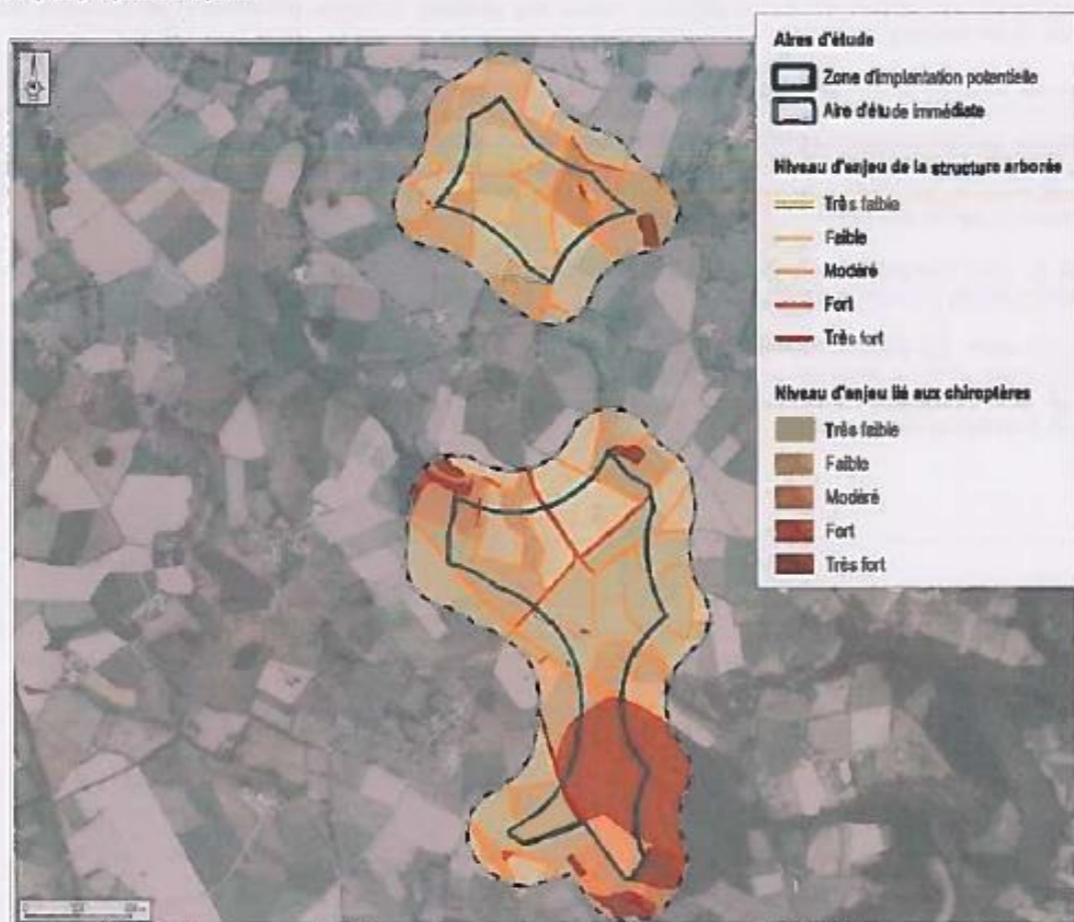 Aires d'étude
Zone d'implantation potentielle
Aire d'étude immédiate
Niveau d'enjeu de la structure arborée
Très faible
Faible
Modéré
Fort
Très fort
Niveau d'enjeu lié aux chiroptères
Très faible
Faible
Modéré
Fort
Très fort